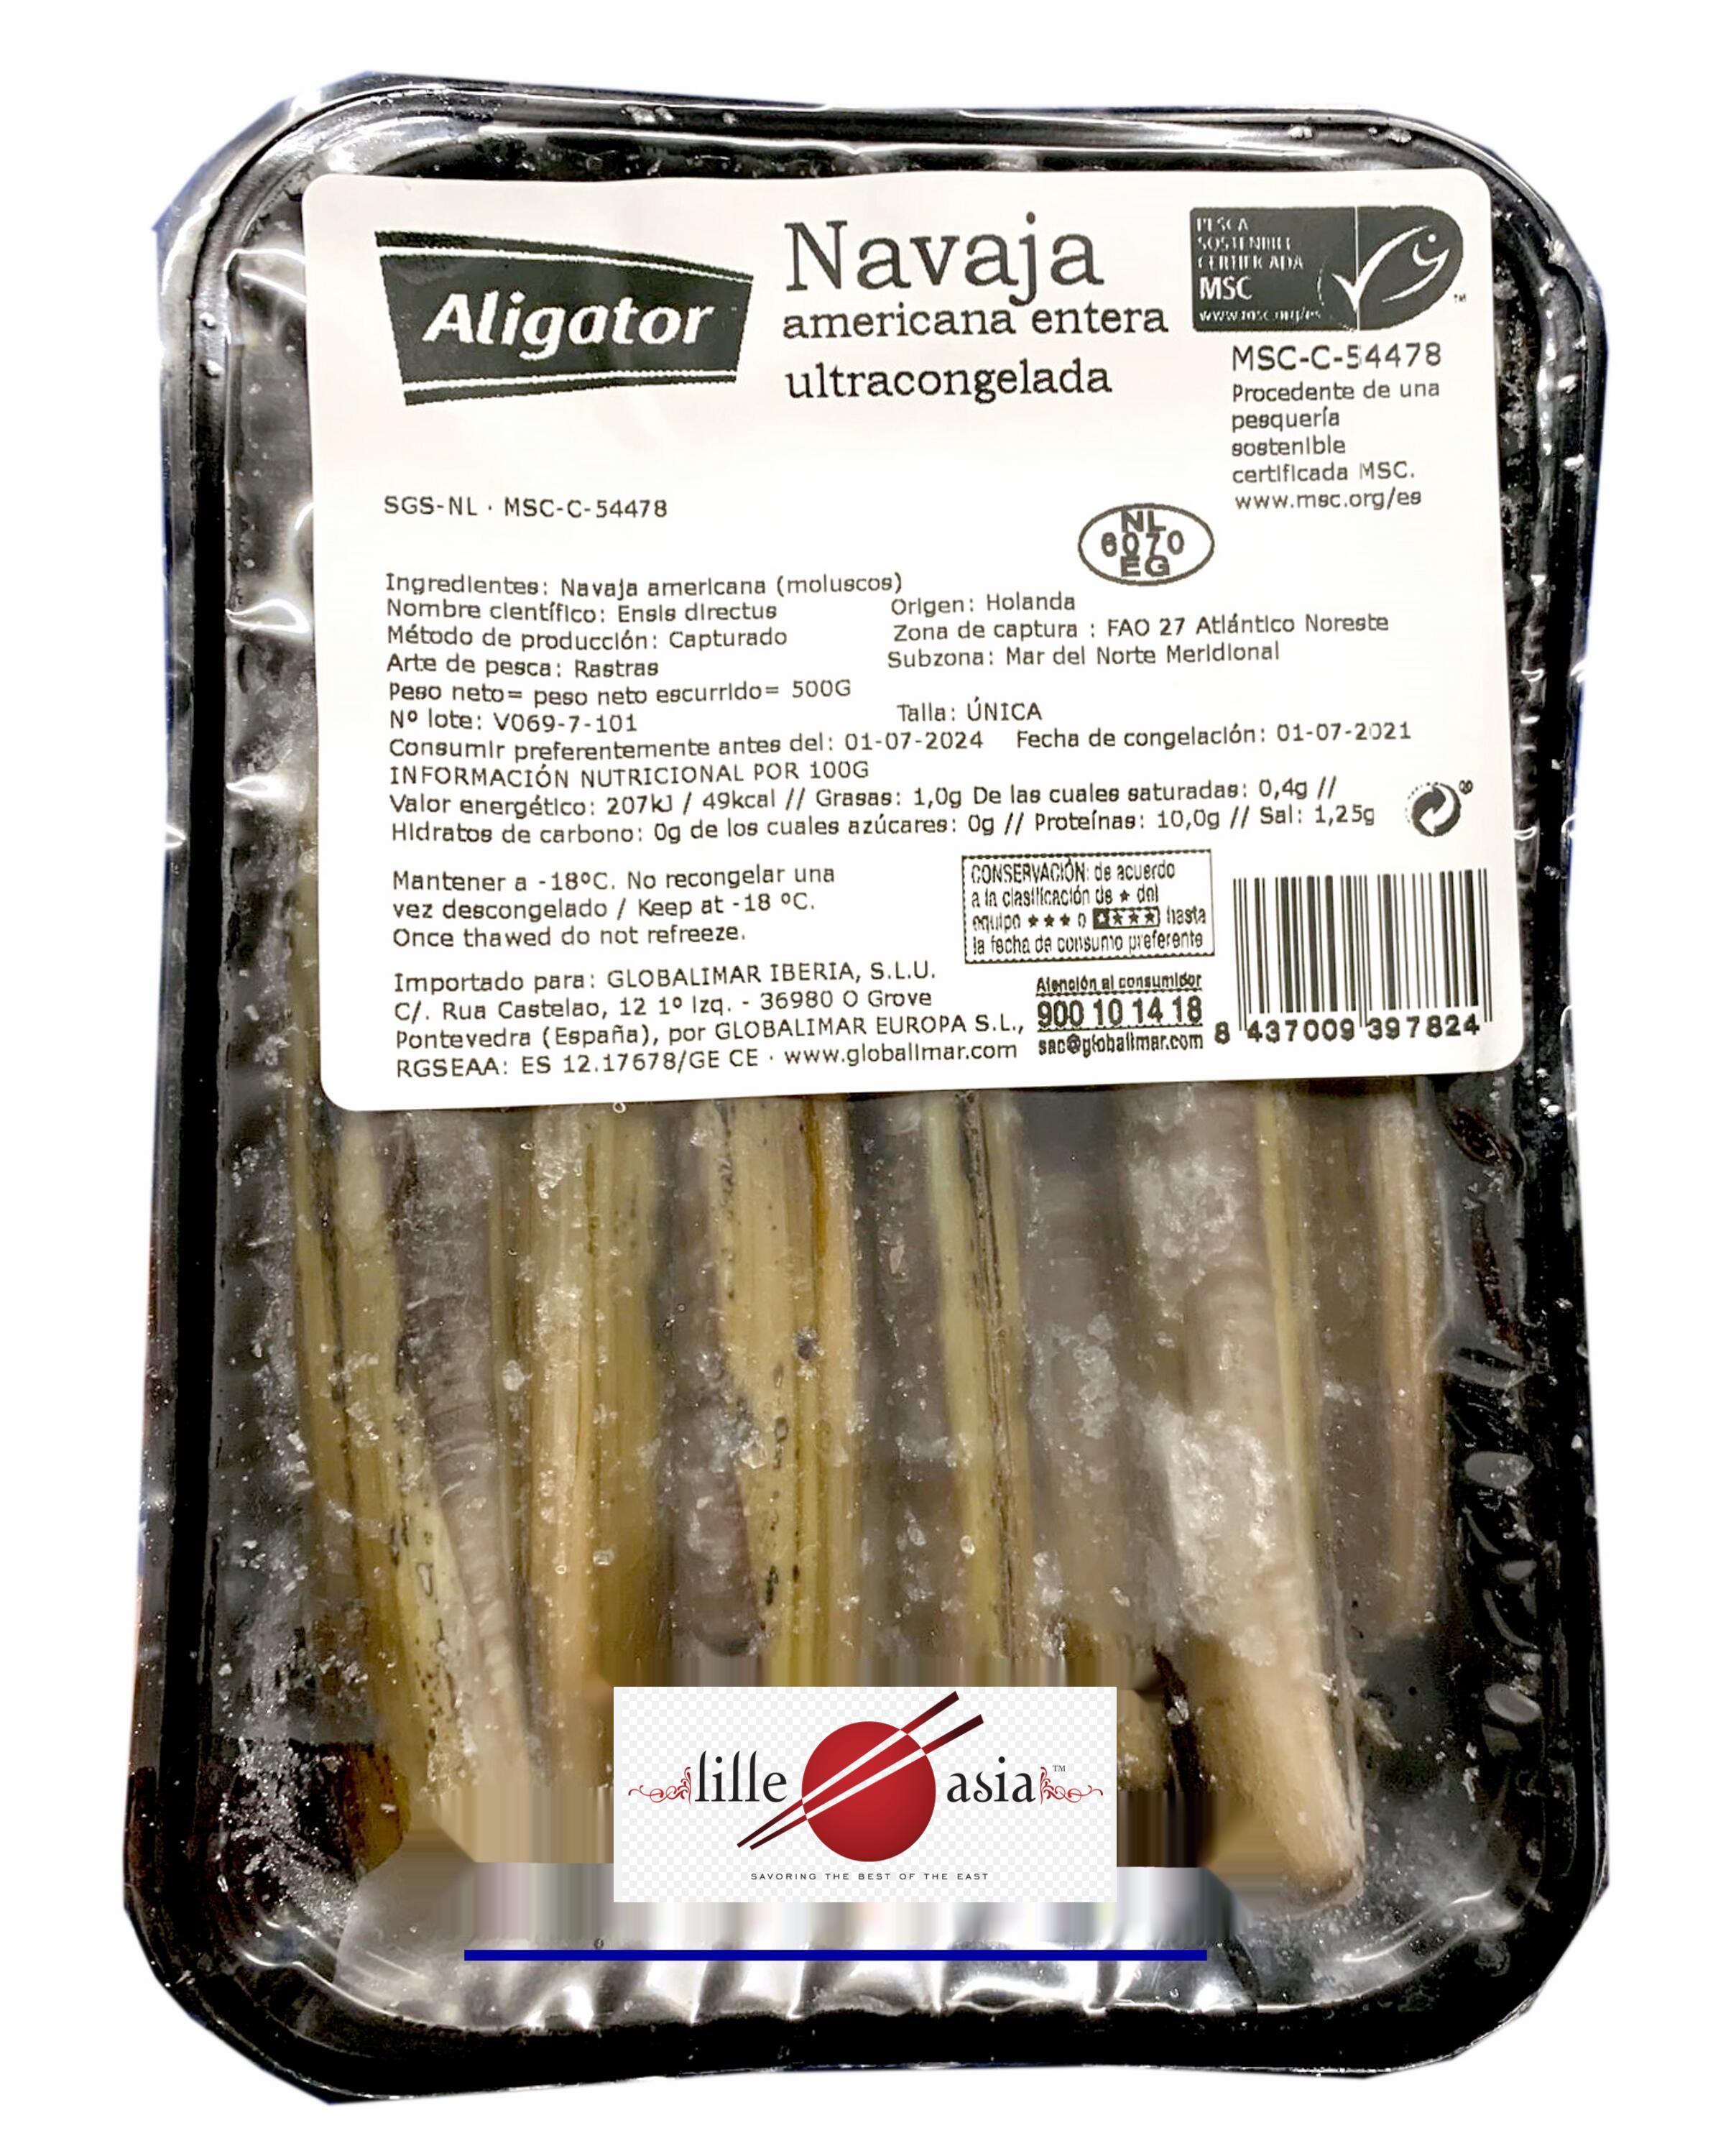 Aligator
Navaja
americana entera
ultracongelada
PESCA
SOSTENIBLE
CERTIFICADA
MSC
www.msc.org/es
TM
MSC-C-54478
Procedente de una
pesquería
sostenible
certificada MSC.
www.msc.org/es
SGS-NL · MSC-C-54478
NL
6070
EG
Ingredientes: Navaja americana (moluscos)
Nombre científico: Ensis directus
Origen: Holanda
Método de producción: Capturado
Zona de captura : FAO 27 Atlántico Noreste
Arte de pesca: Rastras
Subzona: Mar del Norte Meridional
Peso neto= peso neto escurrido= 500G
Nº lote: V069-7-101
Talla: ÚNICA
Consumir preferentemente antes del: 01-07-2024 Fecha de congelación: 01-07-2021
INFORMACIÓN NUTRICIONAL POR 100G
Valor energético: 207kJ / 49kcal // Grasas: 1,0g De las cuales saturadas: 0,4g //
Hidratos de carbono: 0g de los cuales azúcares: 0g // Proteínas: 10,0g // Sal: 1,25g
®
Mantener a -18ºC. No recongelar una
vez descongelado / Keep at -18 ºC.
Once thawed do not refreeze.
CONSERVACIÓN: de acuerdo
a la clasificación de ★ del
equipo ★★★ o ★★★★ hasta
la fecha de consumo preferente
Importado para: GLOBALIMAR IBERIA, S.L.U.
C/. Rua Castelao, 12 1º Izq. - 36980 O Grove
Pontevedra (España), por GLOBALIMAR EUROPA S.L.,
RGSEAA: ES 12.17678/GE CE · www.globalimar.com
Atención al consumidor
900 10 14 18
sac@globalimar.com
8 437009 397824
lille asia TM
SAVORING THE BEST OF THE EAST